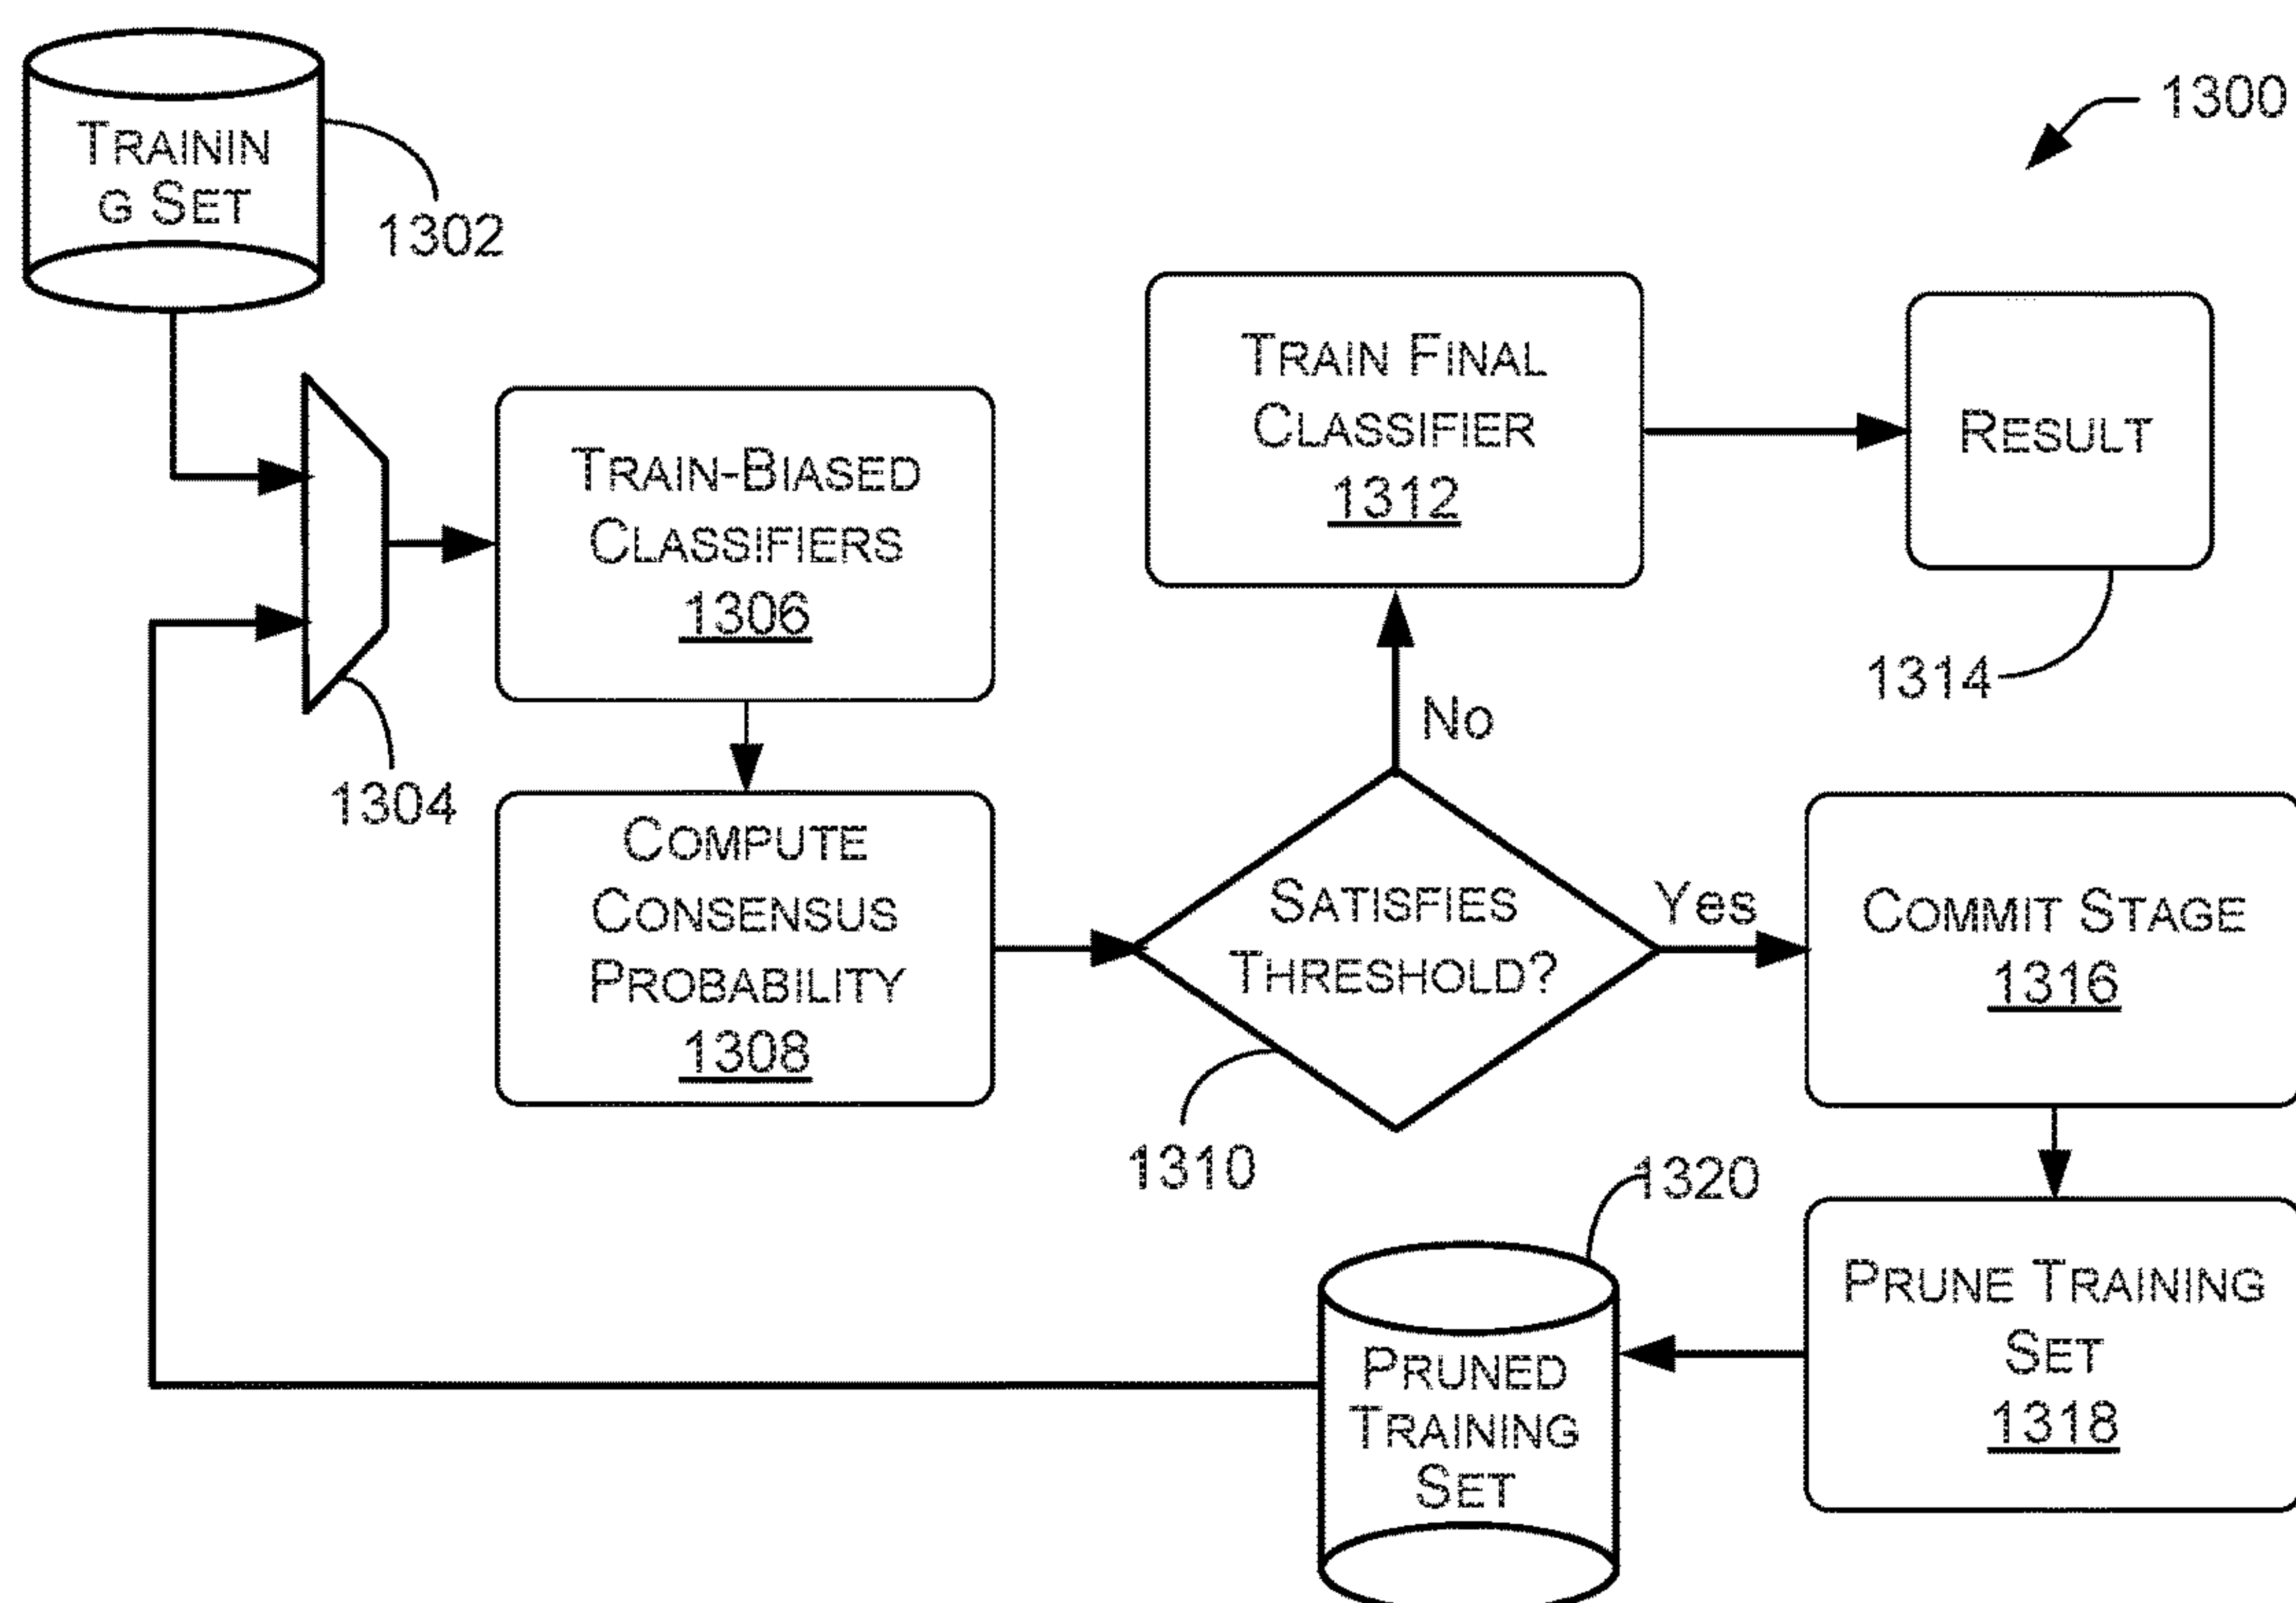 1300
TRAININ
G SET
1302
TRAIN FINAL
CLASSIFIER
1312
RESULT
1314
TRAIN-BIASED
CLASSIFIERS
1306
1304
No
COMPUTE
CONSENSUS
PROBABILITY
1308
SATISFIES
THRESHOLD?
1310
Yes
COMMIT STAGE
1316
1320
PRUNE TRAINING
SET
1318
PRUNED
TRAINING
SET